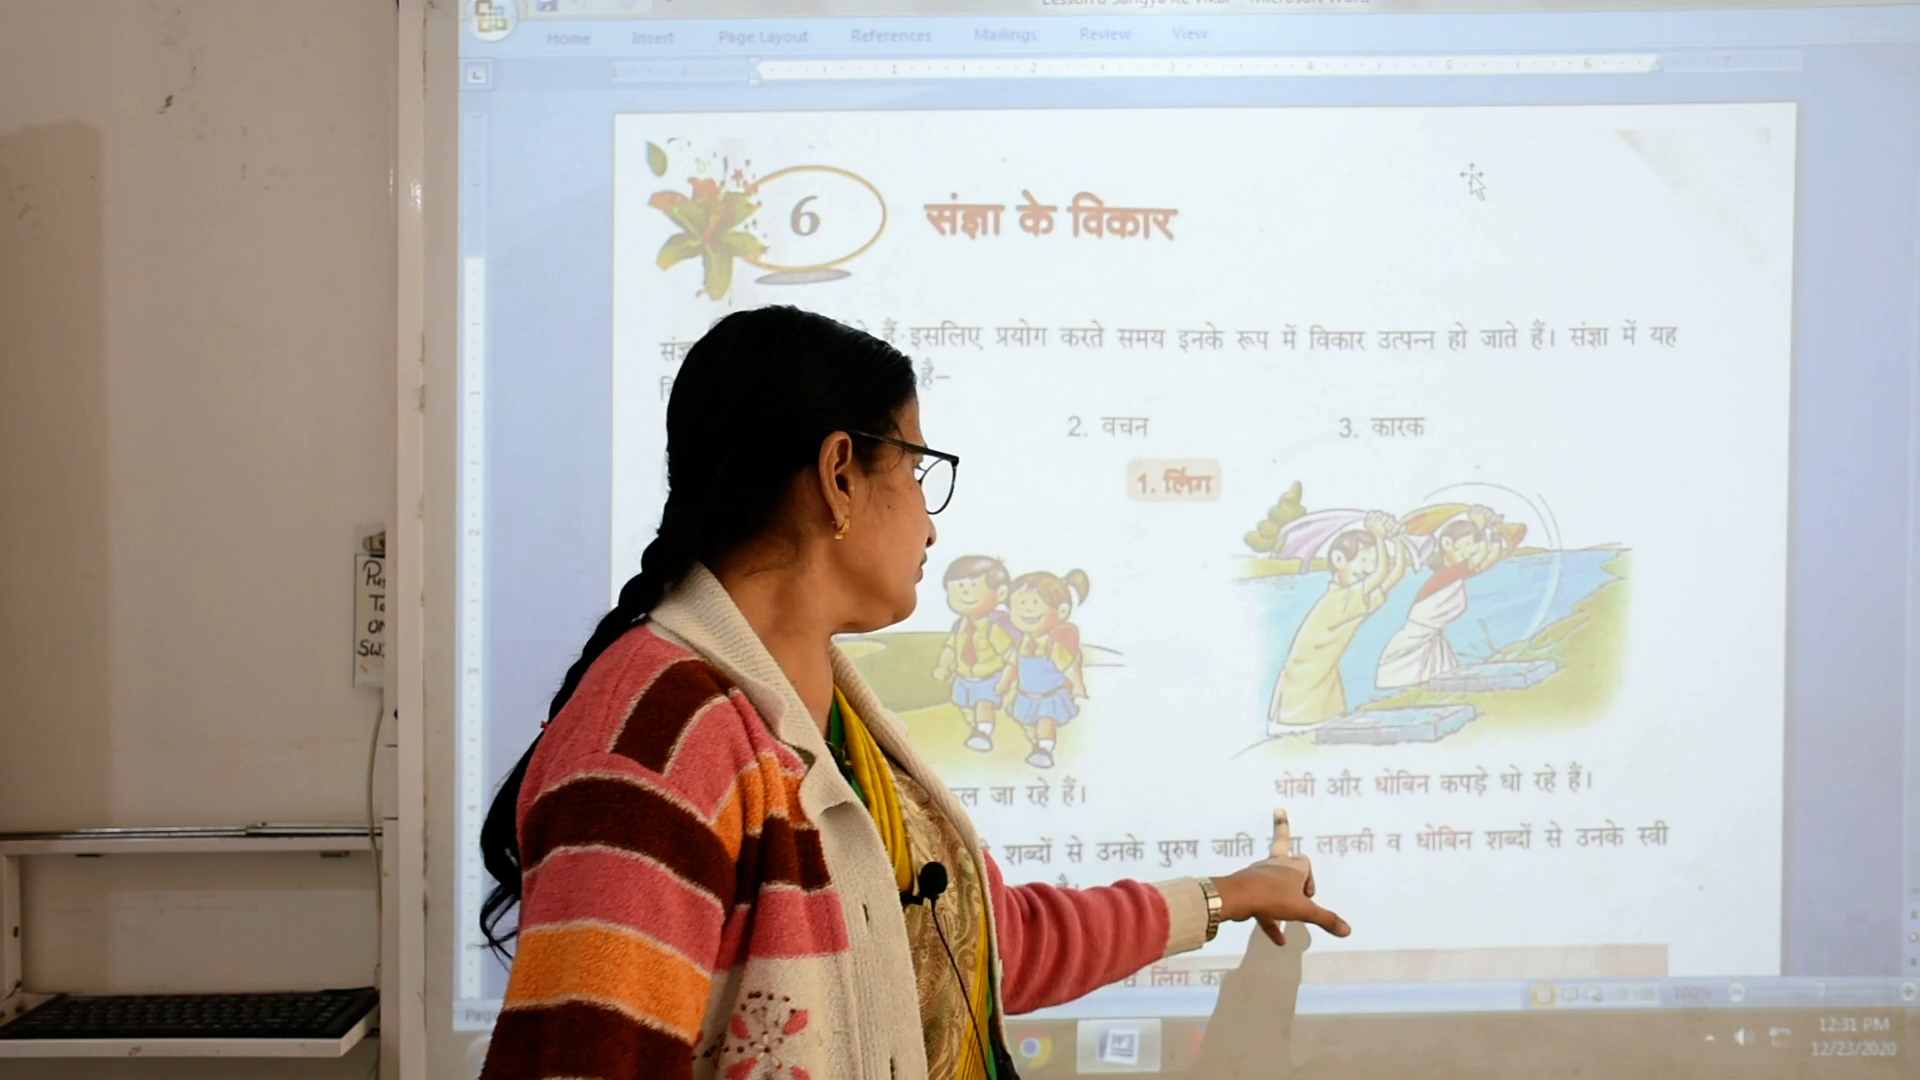 Home Insert Page Layout References Mailings Review View
6 संज्ञा के विकार
हैं इसलिए प्रयोग करते समय इनके रूप में विकार उत्पन्न हो जाते हैं। संज्ञा में यह
है–
2. वचन 3. कारक
1. लिंग
जा रहे हैं।
धोबी और धोबिन कपड़े धो रहे हैं।
शब्दों से उनके पुरुष जाति लड़की व धोबिन शब्दों से उनके स्त्री
है।
लिंग
100%
12:31 PM
12/23/2020